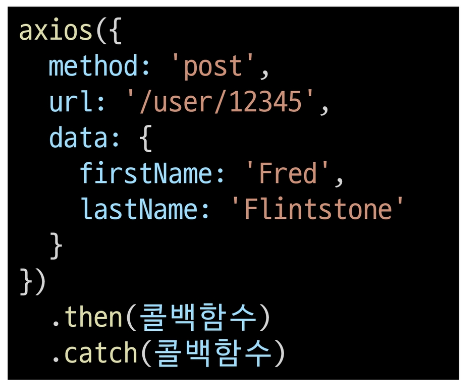 axios({
  method: 'post',
  url: '/user/12345',
  data: {
    firstName: 'Fred',
    lastName: 'Flintstone'
  }
})
  .then(콜백함수)
  .catch(콜백함수)